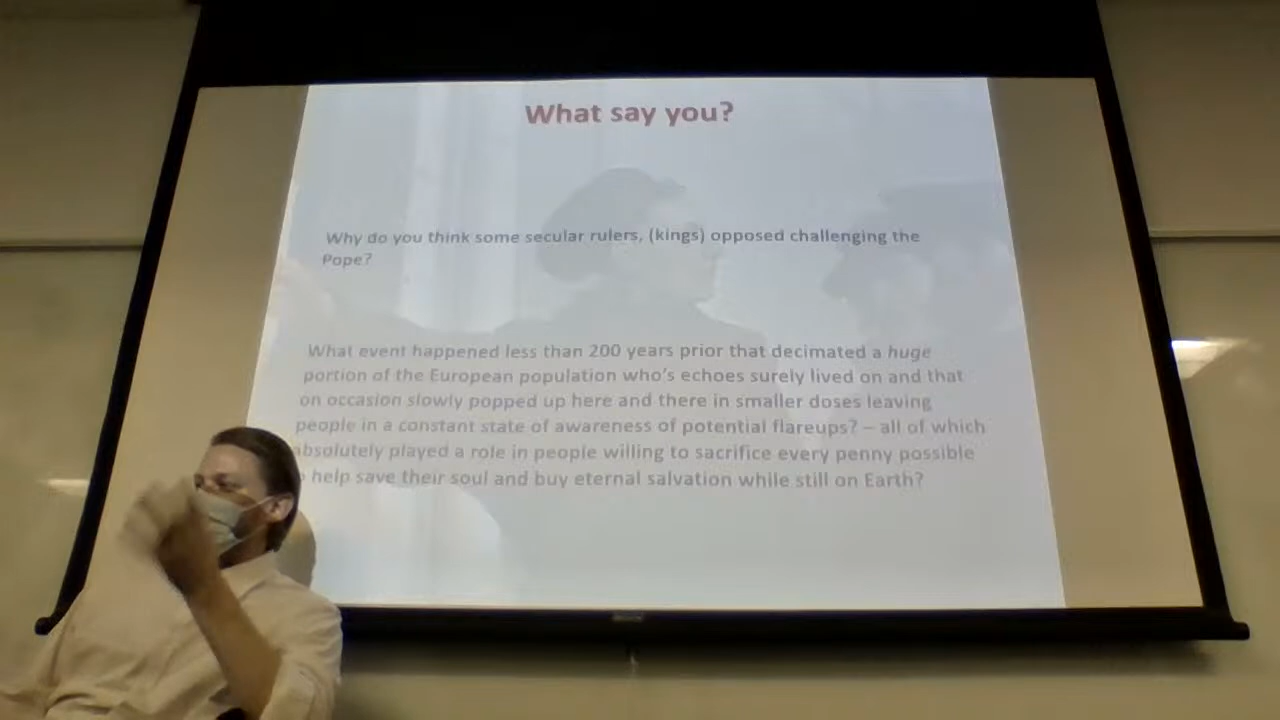 What say you?
Why do you think some secular rulers, (kings) opposed challenging the
Pope?
What event happened less than 200 years prior that decimated a huge
portion of the European population who's echoes surely lived on and that
on occasion slowly popped up here and there in smaller doses leaving
people in a constant state of awareness of potential flareups? – all of which
absolutely played a role in people willing to sacrifice every penny possible
help save their soul and buy eternal salvation while still on Earth?